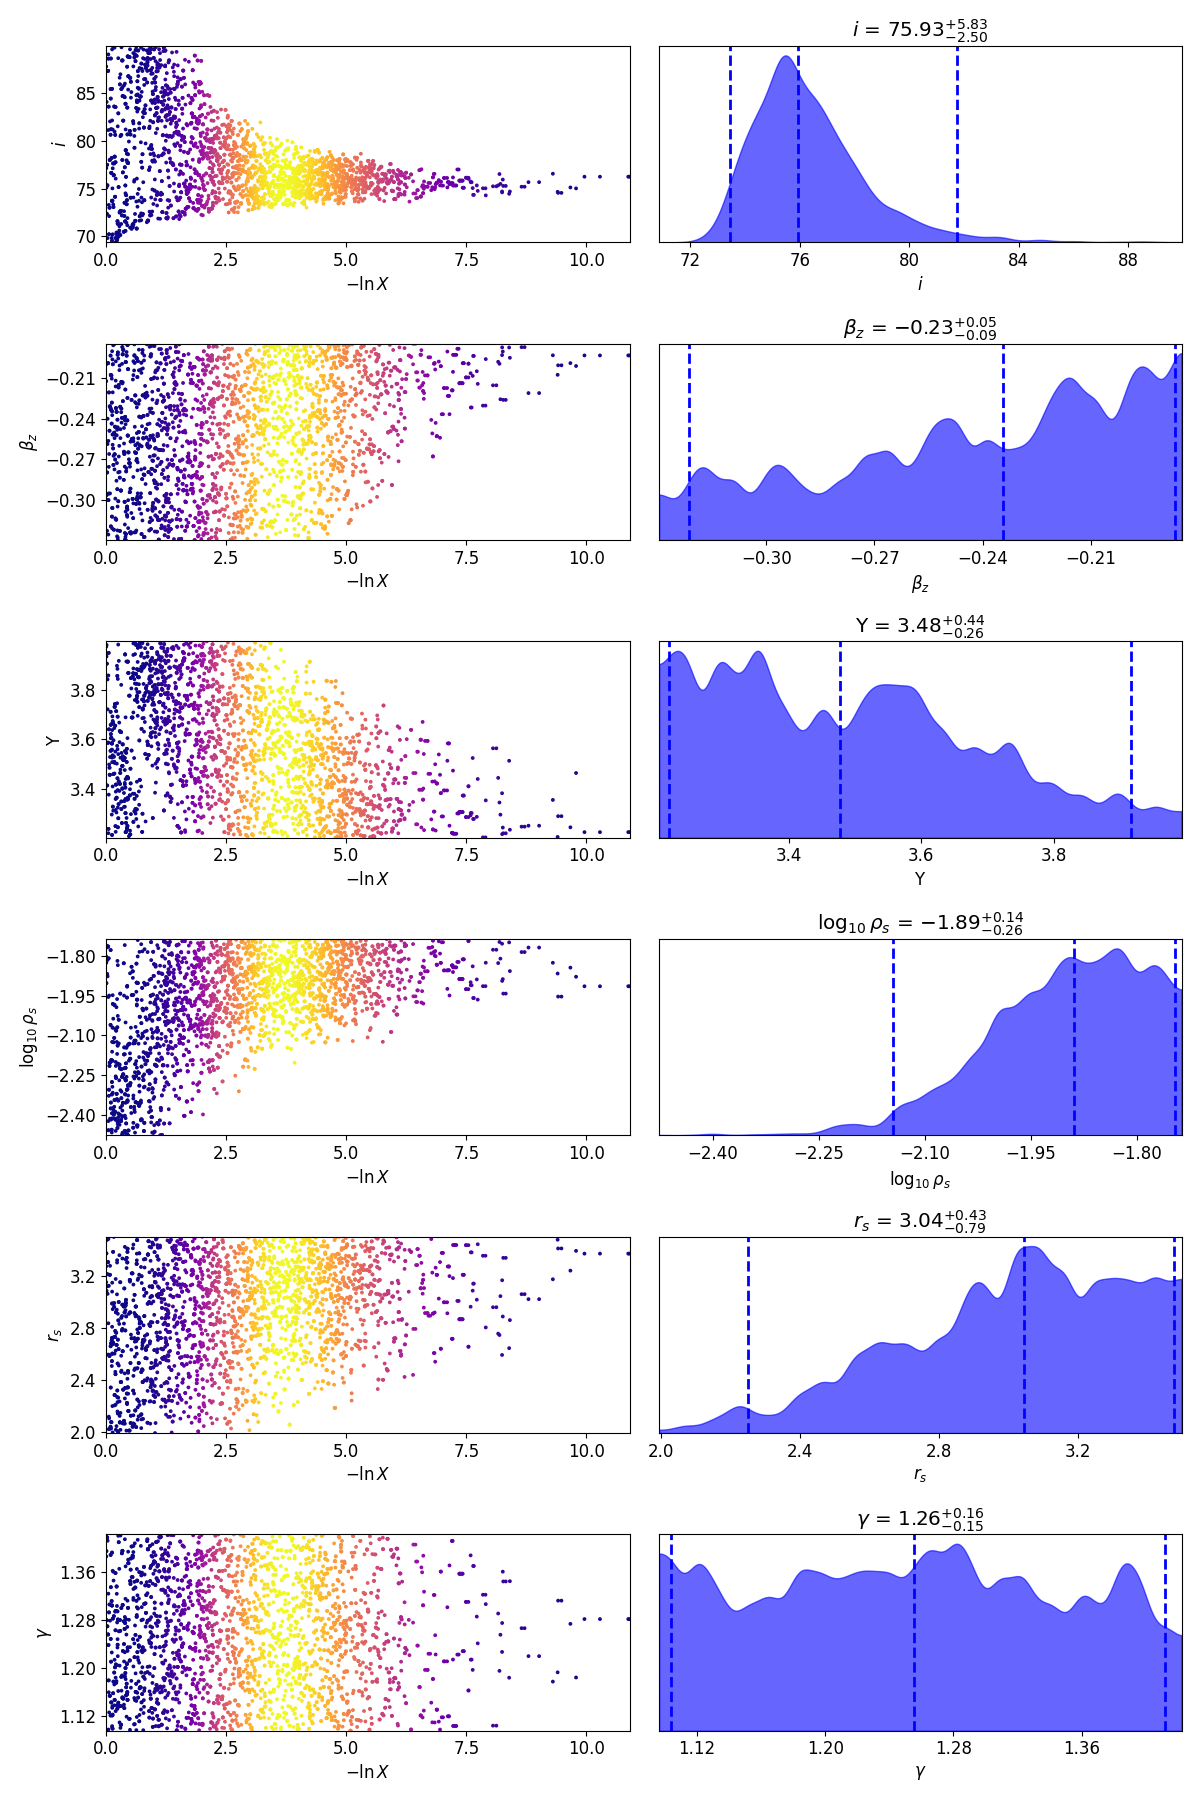 i = 75.93 +5.83 −2.50
85
80
75
70
i
0.0 2.5 5.0 7.5 10.0
−ln X
72 76 80 84 88
i
βz = −0.23 +0.05 −0.09
−0.21
−0.24
−0.27
−0.30
βz
0.0 2.5 5.0 7.5 10.0
−ln X
−0.30 −0.27 −0.24 −0.21
βz
Y = 3.48 +0.44 −0.26
3.8
3.6
3.4
Y
0.0 2.5 5.0 7.5 10.0
−ln X
3.4 3.6 3.8
Y
log10 ρs = −1.89 +0.14 −0.26
−1.80
−1.95
−2.10
−2.25
−2.40
log10 ρs
0.0 2.5 5.0 7.5 10.0
−ln X
−2.40 −2.25 −2.10 −1.95 −1.80
log10 ρs
rs = 3.04 +0.43 −0.79
3.2
2.8
2.4
2.0
rs
0.0 2.5 5.0 7.5 10.0
−ln X
2.0 2.4 2.8 3.2
rs
γ = 1.26 +0.16 −0.15
1.36
1.28
1.20
1.12
γ
0.0 2.5 5.0 7.5 10.0
−ln X
1.12 1.20 1.28 1.36
γ